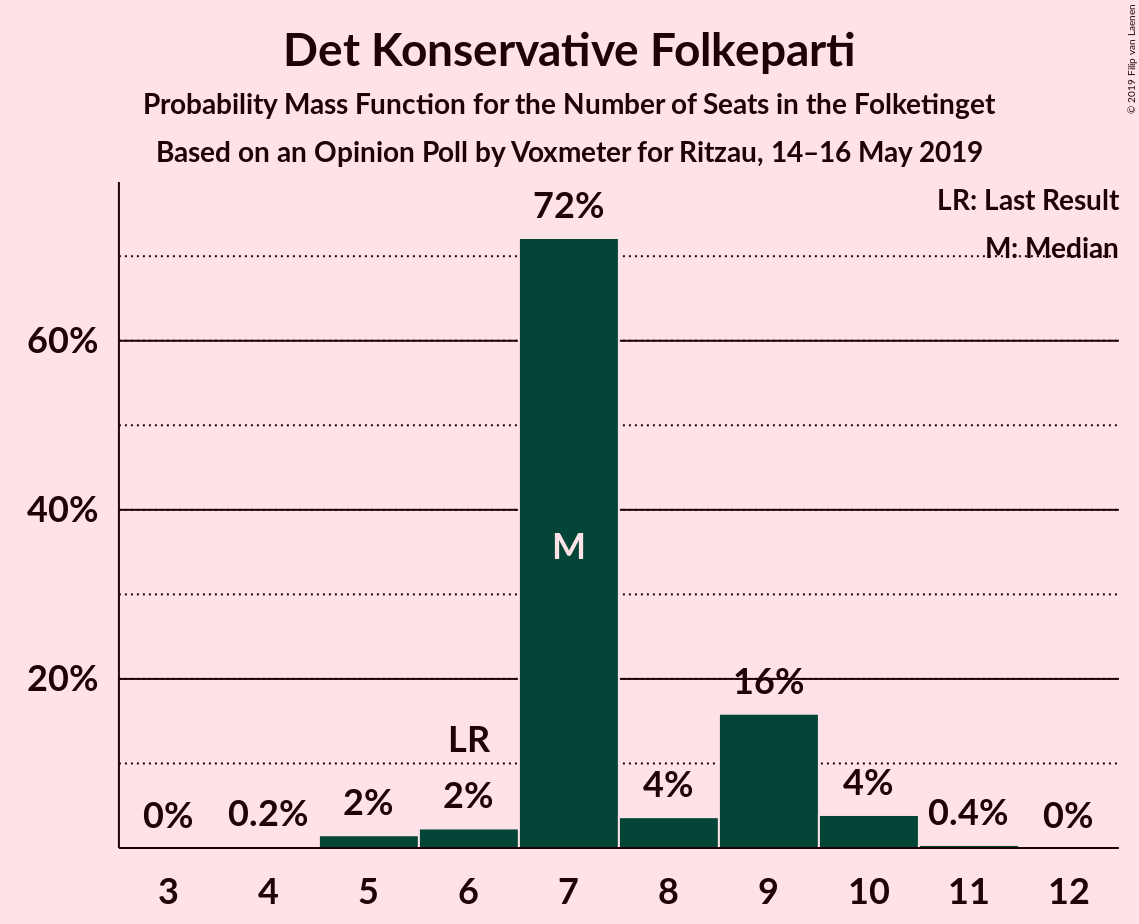 Det Konservative Folkeparti
Probability Mass Function for the Number of Seats in the Folketinget
Based on an Opinion Poll by Voxmeter for Ritzau, 14–16 May 2019
© 2019 Filip van Laenen
LR: Last Result
M: Median
72%
60%
40%
M
20%
16%
LR
0%
0.2%
2%
2%
4%
4%
0.4%
0%
3 4 5 6 7 8 9 10 11 12